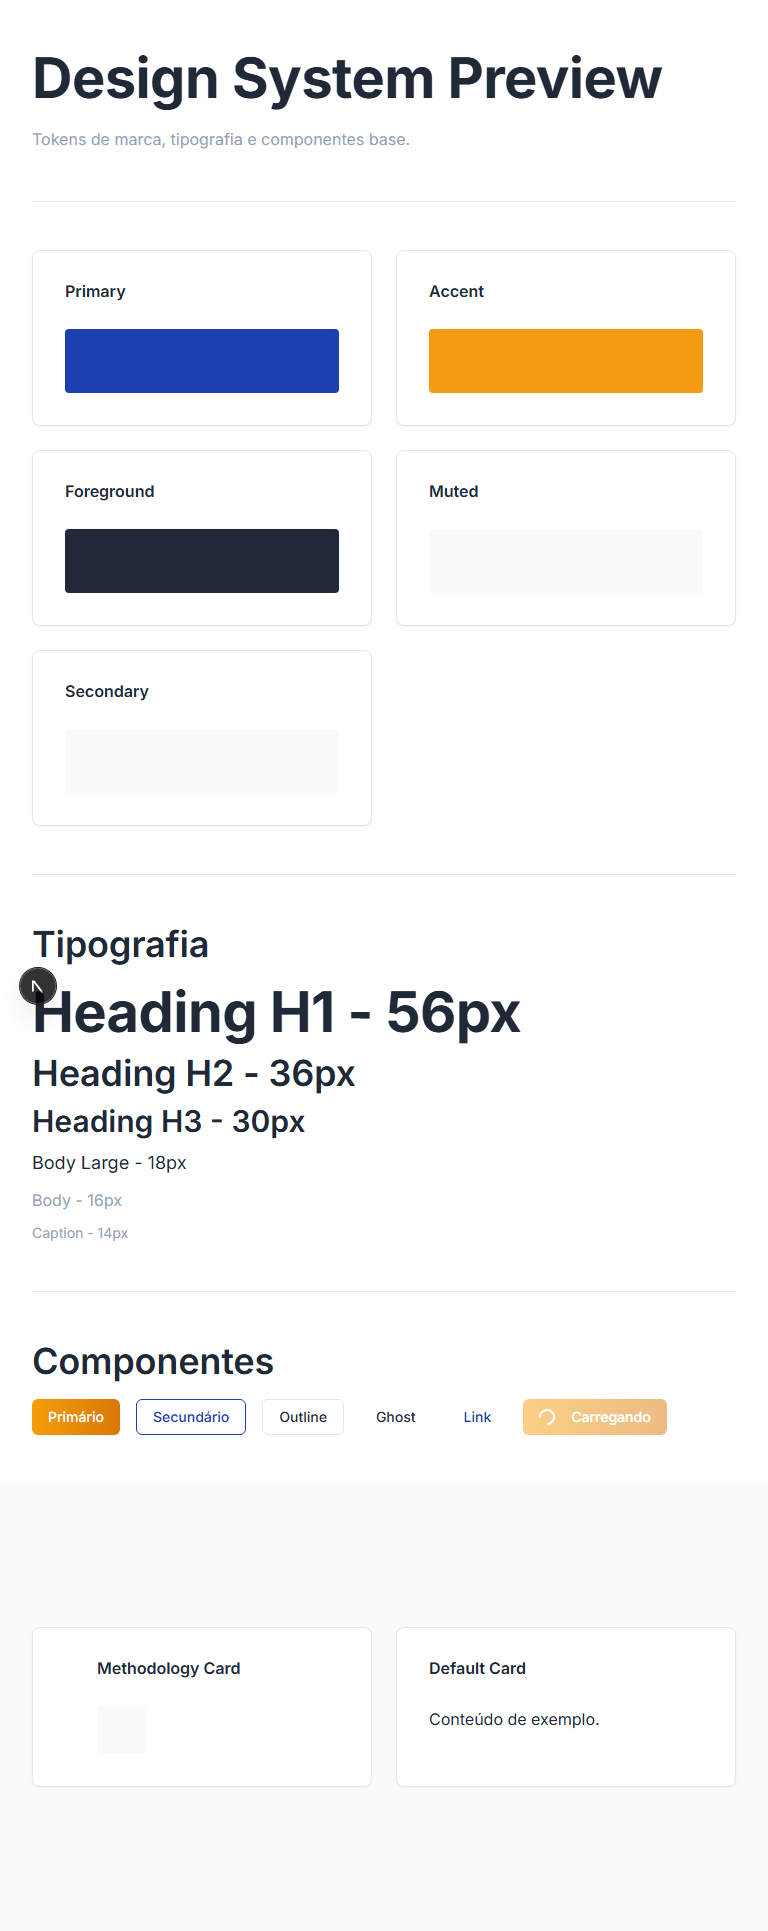 Design System Preview
Tokens de marca, tipografia e componentes base.
Primary
Accent
Foreground
Muted
Secondary
Tipografia
Heading H1 - 56px
Heading H2 - 36px
Heading H3 - 30px
Body Large - 18px
Body - 16px
Caption - 14px
Componentes
Primário
Secundário
Outline
Ghost
Link
Carregando
Methodology Card
Default Card
Conteúdo de exemplo.